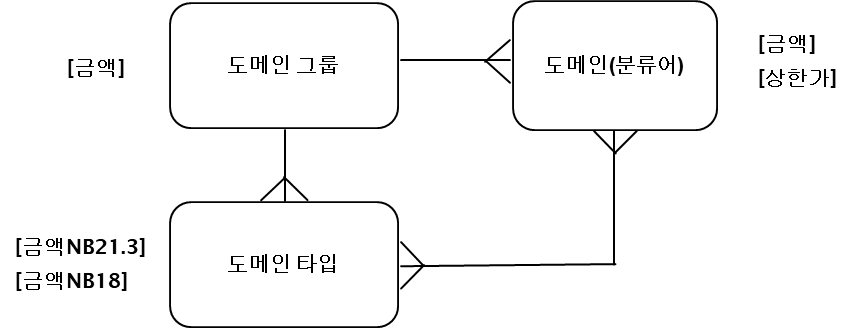 [금액]
도메인 그룹
도메인(분류어)
[금액]
[상한가]
[금액NB21.3]
[금액NB18]
도메인 타입